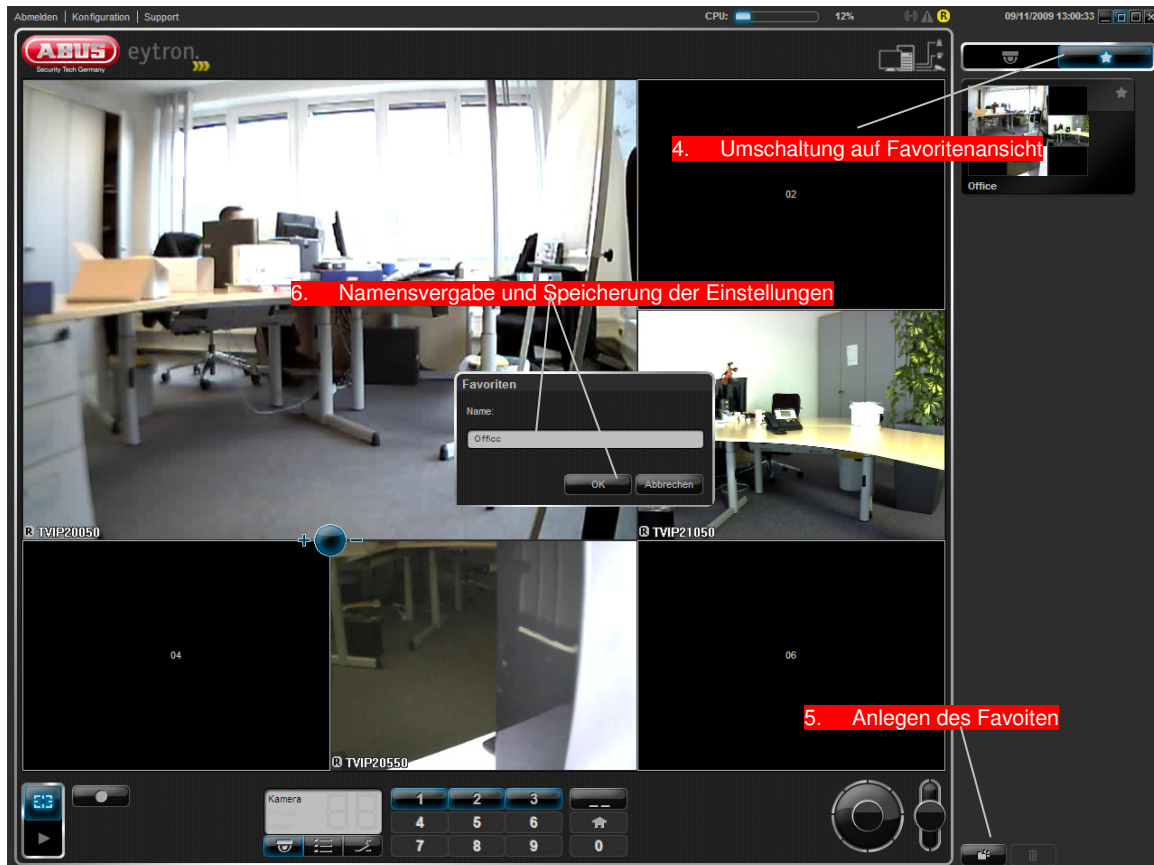 Abmelden | Konfiguration | Support
CPU: 12% R 09/11/2009 13:00:33
ABUS
Security Tech Germany
eytron
4. Umschaltung auf Favoritenansicht
02
Office
6. Namensvergabe und Speicherung der Einstellungen
Favoriten
Name:
Office
OK Abbrechen
R TVIP20050
R TVIP21050
04
06
5. Anlegen des Favoiten
R TVIP20550
Kamera
1 2 3 _ _
4 5 6
7 8 9 0